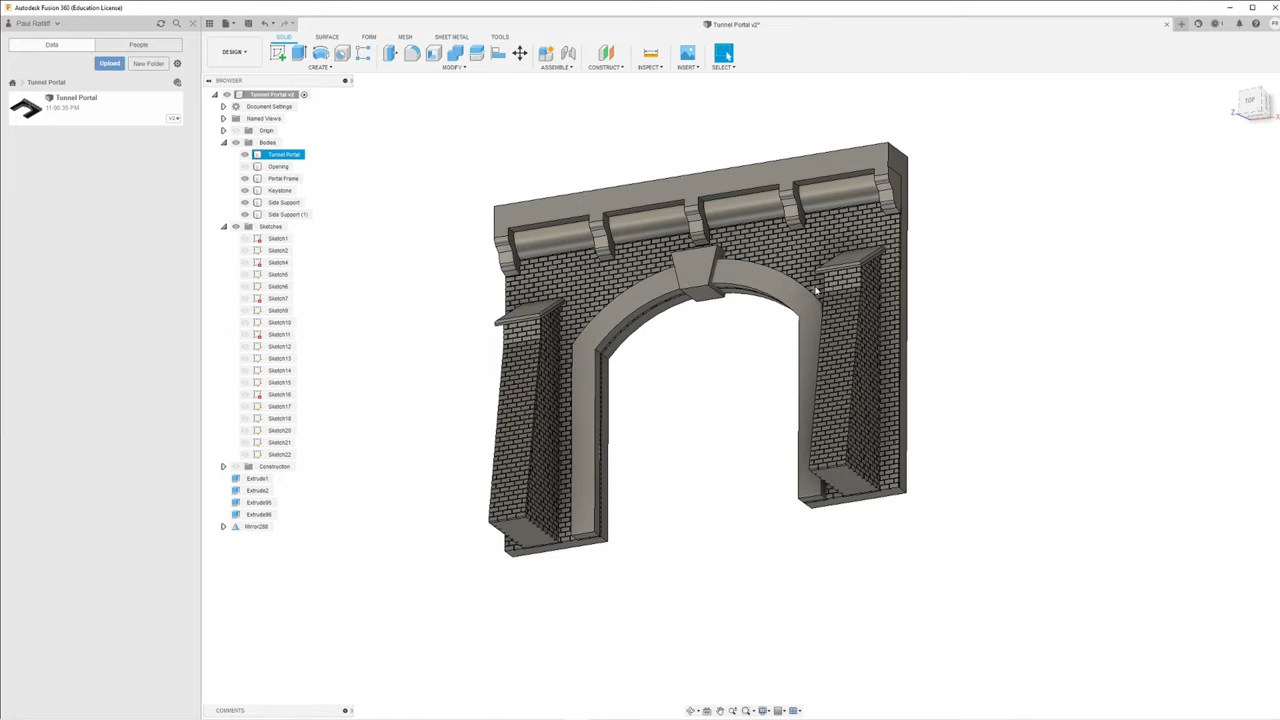 Autodesk Fusion 360 (Education License)
Paul Ratliff
Tunnel Portal v2*
Data
People
Upload
New Folder
Tunnel Portal
Tunnel Portal
11:00:35 PM
V2
DESIGN
SOLID
SURFACE
FORM
MESH
SHEET METAL
TOOLS
CREATE
MODIFY
ASSEMBLE
CONSTRUCT
INSPECT
INSERT
SELECT
BROWSER
Tunnel Portal v2
Document Settings
Named Views
Origin
Bodies
Tunnel Portal
Opening
Portal Frame
Keystone
Side Support
Side Support (1)
Sketches
Sketch1
Sketch2
Sketch4
Sketch5
Sketch6
Sketch7
Sketch9
Sketch10
Sketch11
Sketch12
Sketch13
Sketch14
Sketch15
Sketch16
Sketch17
Sketch18
Sketch20
Sketch21
Sketch22
Construction
Extrude1
Extrude2
Extrude95
Extrude96
Mirror288
TOP
Z
X
COMMENTS